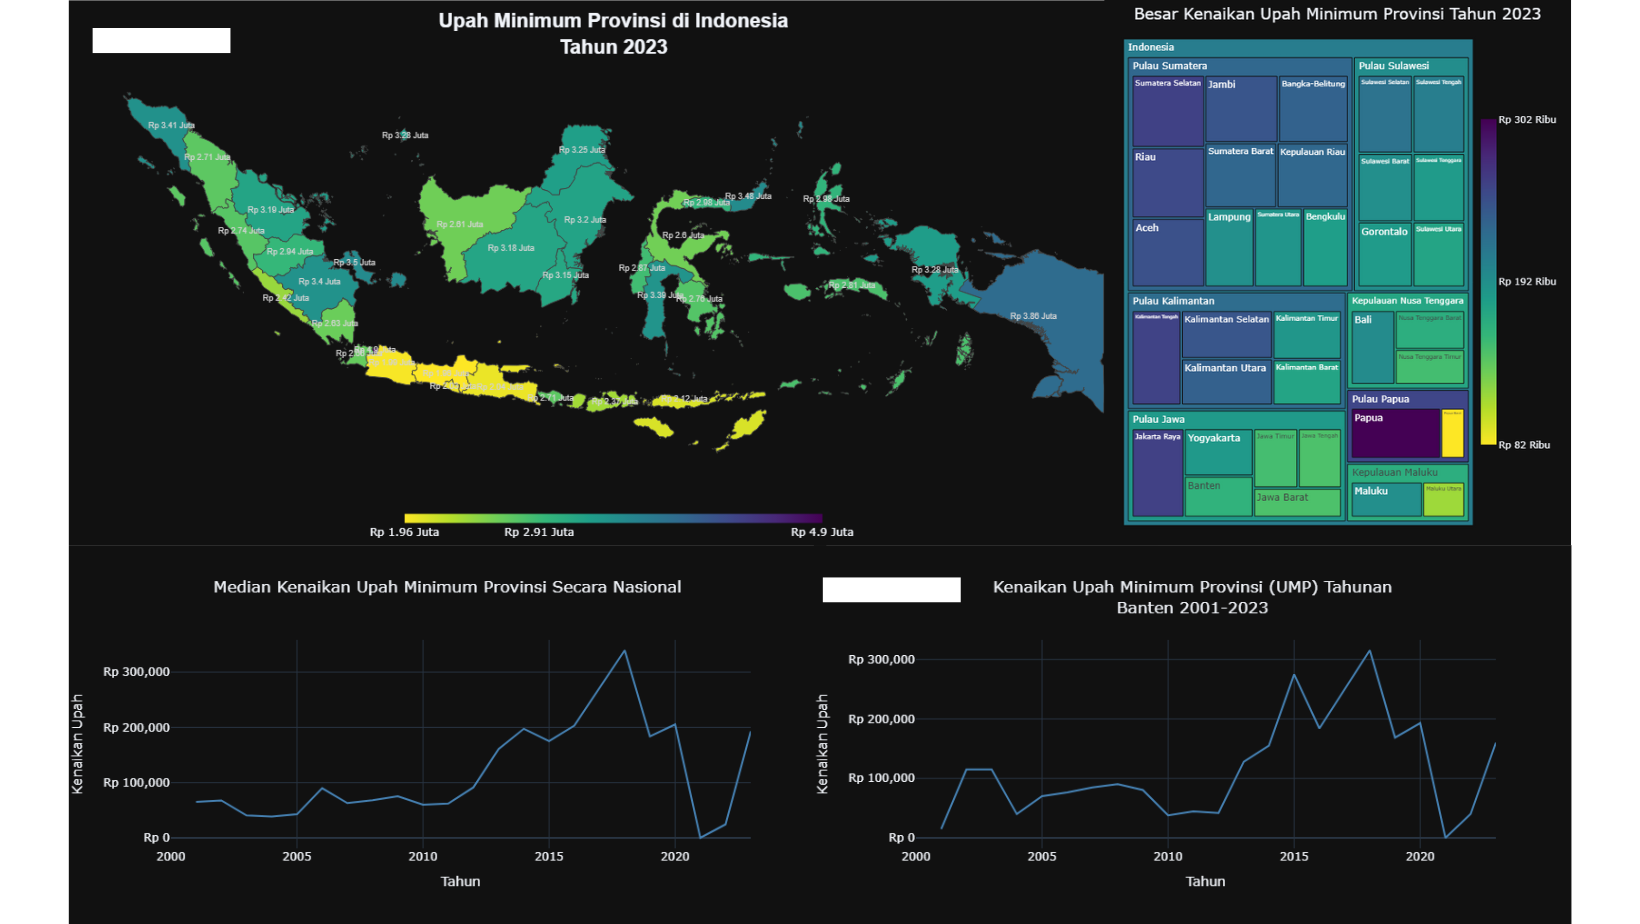 Upah Minimum Provinsi di Indonesia
Tahun 2023
Rp 3.41 Juta
Rp 2.71 Juta
Rp 3.19 Juta
Rp 2.74 Juta
Rp 2.94 Juta
Rp 3.5 Juta
Rp 3.4 Juta
Rp 2.42 Juta
Rp 2.63 Juta
Rp 3.28 Juta
Rp 3.25 Juta
Rp 2.61 Juta
Rp 3.2 Juta
Rp 3.18 Juta
Rp 3.15 Juta
Rp 3.48 Juta
Rp 2.98 Juta
Rp 2.6 Juta
Rp 2.87 Juta
Rp 3.39
Rp 2.76 Juta
Rp 2.98 Juta
Rp 2.81 Juta
Rp 3.28 Juta
Rp 3.86 Juta
Rp 2.71 Juta
Rp 2.37 Juta
Rp 2.12 Juta
Rp 1.96 Juta
Rp 2.91 Juta
Rp 4.9 Juta
Besar Kenaikan Upah Minimum Provinsi Tahun 2023
Indonesia
Pulau Sumatera
Sumatera Selatan
Jambi
Bangka-Belitung
Riau
Sumatera Barat
Kepulauan Riau
Aceh
Lampung
Sumatera Utara
Bengkulu
Pulau Sulawesi
Sulawesi Selatan
Sulawesi Tengah
Sulawesi Barat
Sulawesi Tenggara
Gorontalo
Sulawesi Utara
Pulau Kalimantan
Kalimantan Tengah
Kalimantan Selatan
Kalimantan Timur
Kalimantan Utara
Kalimantan Barat
Kepulauan Nusa Tenggara
Bali
Nusa Tenggara Barat
Nusa Tenggara Timur
Pulau Papua
Papua
Pulau Jawa
Jakarta Raya
Yogyakarta
Jawa Timur
Jawa Tengah
Banten
Jawa Barat
Kepulauan Maluku
Maluku
Maluku Utara
Rp 302 Ribu
Rp 192 Ribu
Rp 82 Ribu
Median Kenaikan Upah Minimum Provinsi Secara Nasional
Kenaikan Upah
Rp 300,000
Rp 200,000
Rp 100,000
Rp 0
2000
2005
2010
2015
2020
Tahun
Kenaikan Upah Minimum Provinsi (UMP) Tahunan
Banten 2001-2023
Kenaikan Upah
Rp 300,000
Rp 200,000
Rp 100,000
Rp 0
2000
2005
2010
2015
2020
Tahun